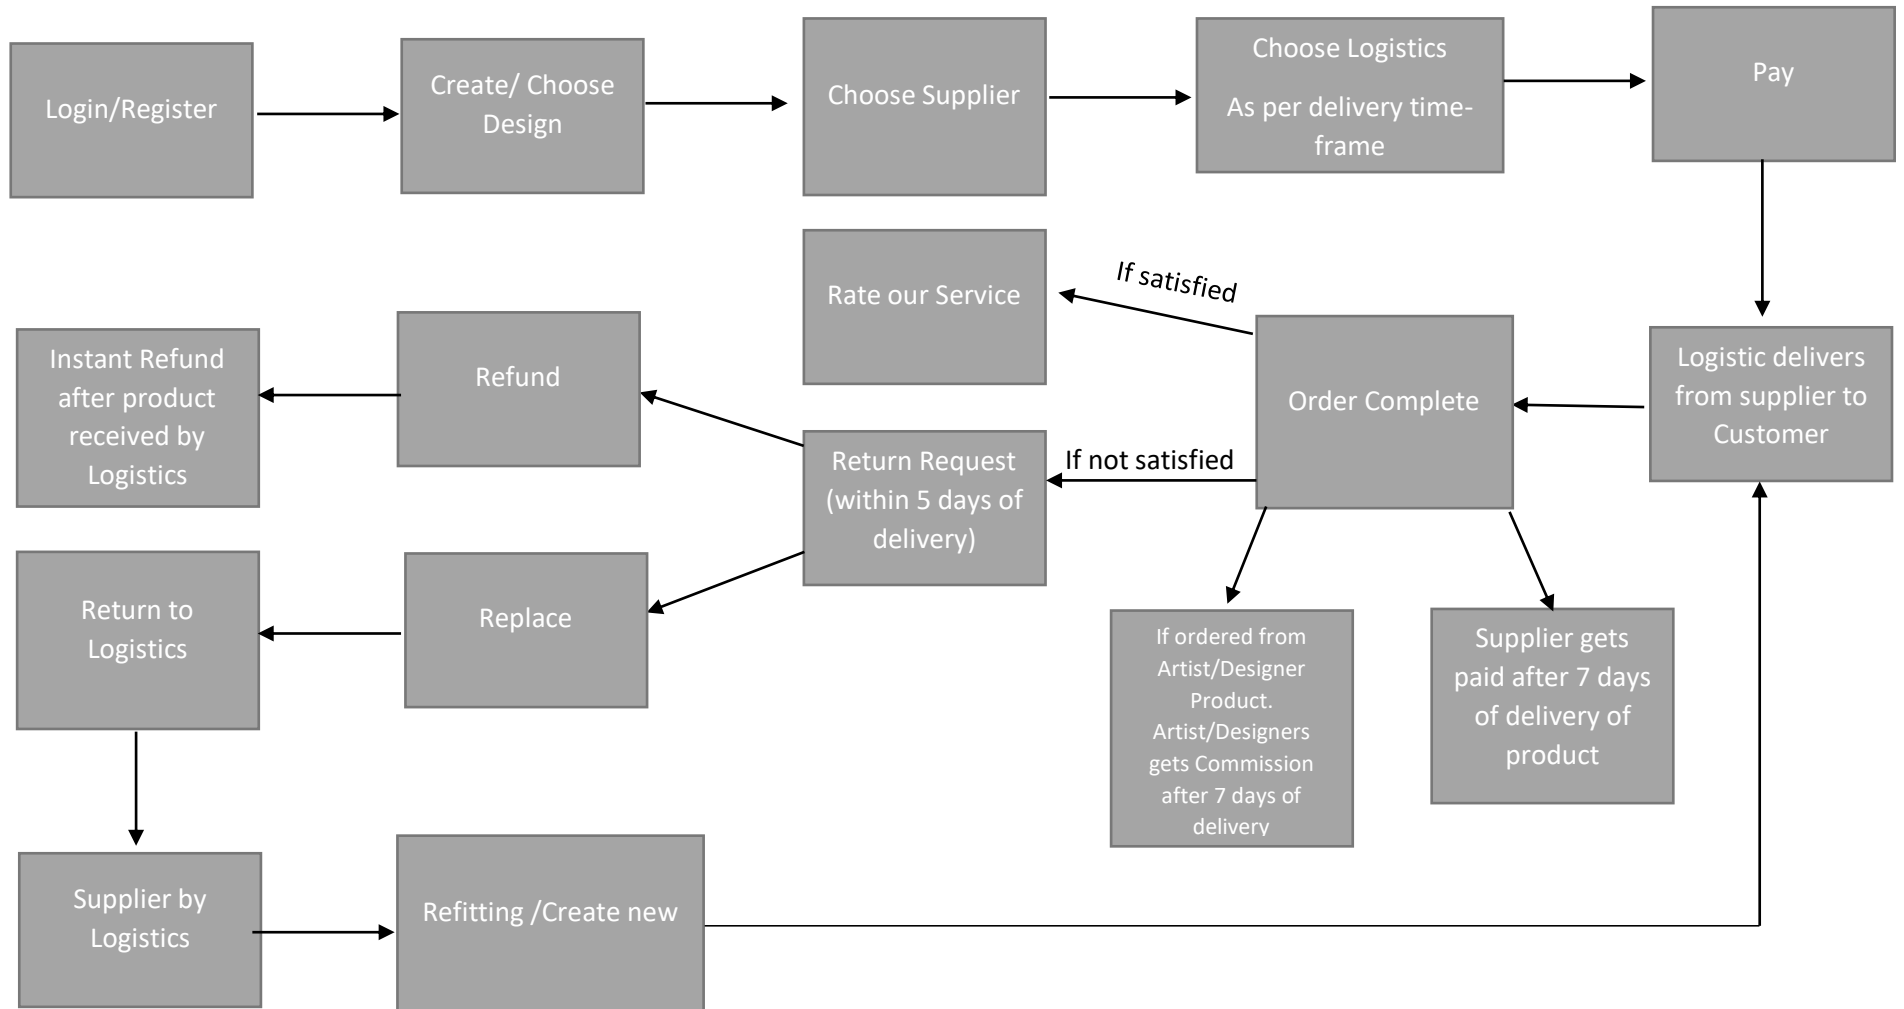 Login/Register
Create/ Choose
Design
Choose Supplier
Choose Logistics
As per delivery time-
frame
Pay
Rate our Service
If satisfied
Instant Refund
after product
received by
Logistics
Refund
Return Request
(within 5 days of
delivery)
If not satisfied
Order Complete
Logistic delivers
from supplier to
Customer
Return to
Logistics
Replace
If ordered from
Artist/Designer
Product.
Artist/Designers
gets Commission
after 7 days of
delivery
Supplier gets
paid after 7 days
of delivery of
product
Supplier by
Logistics
Refitting /Create new